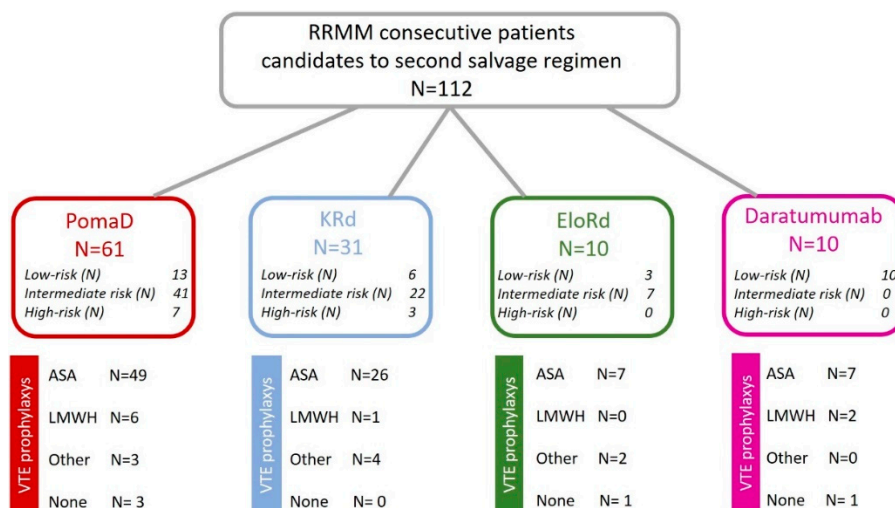 RRMM consecutive patients
candidates to second salvage regimen
N=112
PomaD
N=61
Low-risk (N) 13
Intermediate risk (N) 41
High-risk (N) 7
KRd
N=31
Low-risk (N) 6
Intermediate risk (N) 22
High-risk (N) 3
EloRd
N=10
Low-risk (N) 3
Intermediate risk (N) 7
High-risk (N) 0
Daratumumab
N=10
Low-risk (N) 10
Intermediate risk (N) 0
High-risk (N) 0
VTE prophylaxys
ASA N=49
LMWH N=6
Other N=3
None N= 3
VTE prophylaxys
ASA N=26
LMWH N=1
Other N=4
None N= 0
VTE prophylaxys
ASA N=7
LMWH N=0
Other N=2
None N= 1
VTE prophylaxys
ASA N=7
LMWH N=2
Other N=0
None N= 1